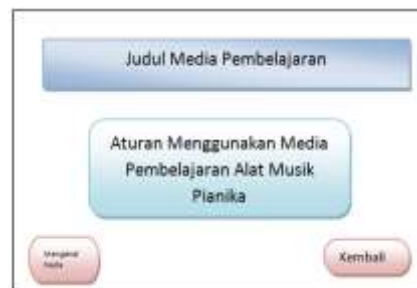 Judul Media Pembelajaran
Aturan Menggunakan Media
Pembelajaran Alat Musik
Pianika
Kembali